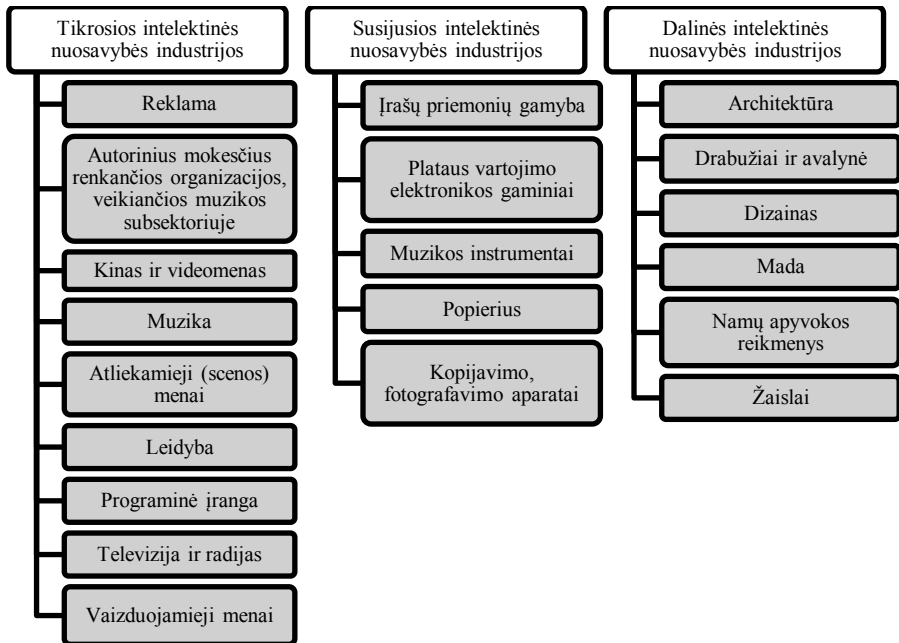 Tikrosios intelektinės
nuosavybės industrijos
Reklama
Autorinius mokesčius
renkančios organizacijos,
veikiančios muzikos
subsektoriuje
Kinas ir videomenas
Muzika
Atliekamieji (scenos)
menai
Leidyba
Programinė įranga
Televizija ir radijas
Vaizduojamieji menai
Susijusios intelektinės
nuosavybės industrijos
Įrašų priemonių gamyba
Plataus vartojimo
elektronikos gaminiai
Muzikos instrumentai
Popierius
Kopijavimo,
fotografavimo aparatai
Dalinės intelektinės
nuosavybės industrijos
Architektūra
Drabužiai ir avalynė
Dizainas
Mada
Namų apyvokos
reikmenys
Žaislai